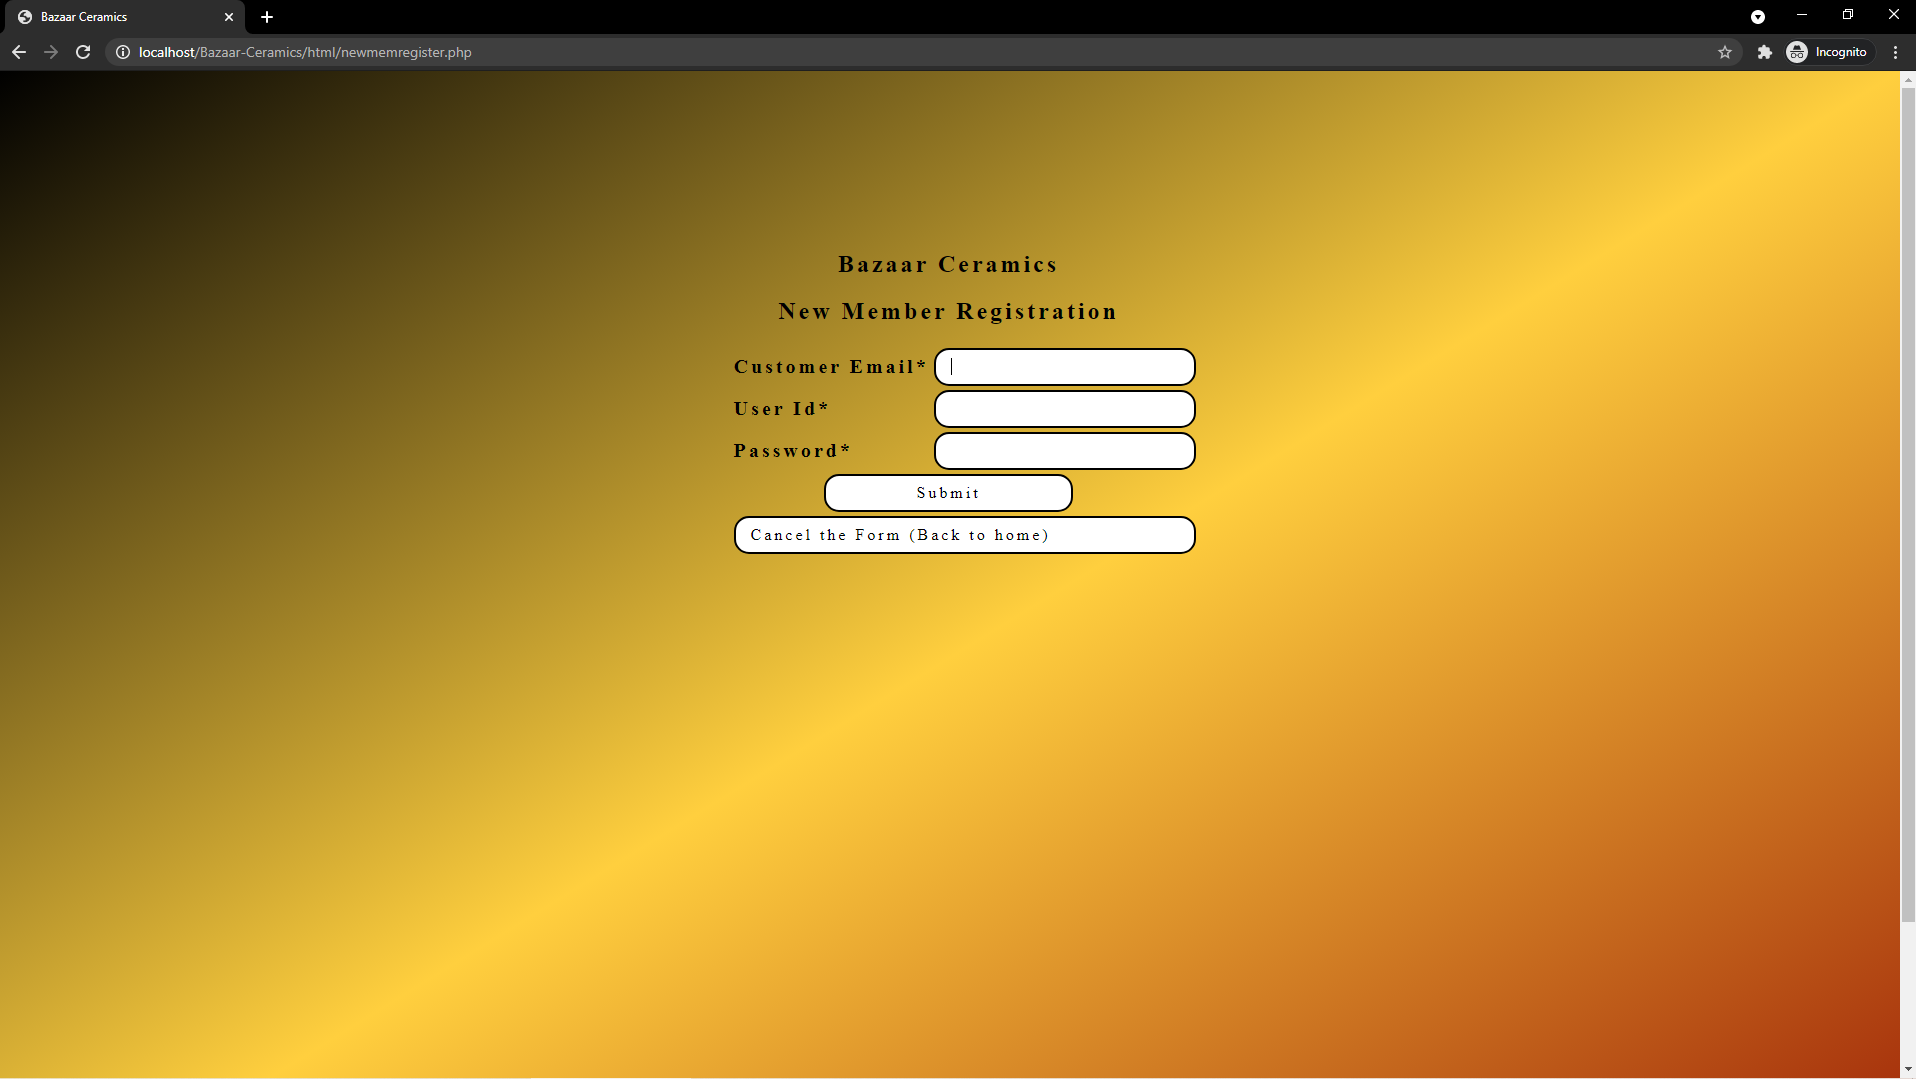 Bazaar Ceramics
localhost/Bazaar-Ceramics/html/newmemregister.php
Incognito
Bazaar Ceramics
New Member Registration
Customer Email*
User Id*
Password*
Submit
Cancel the Form (Back to home)